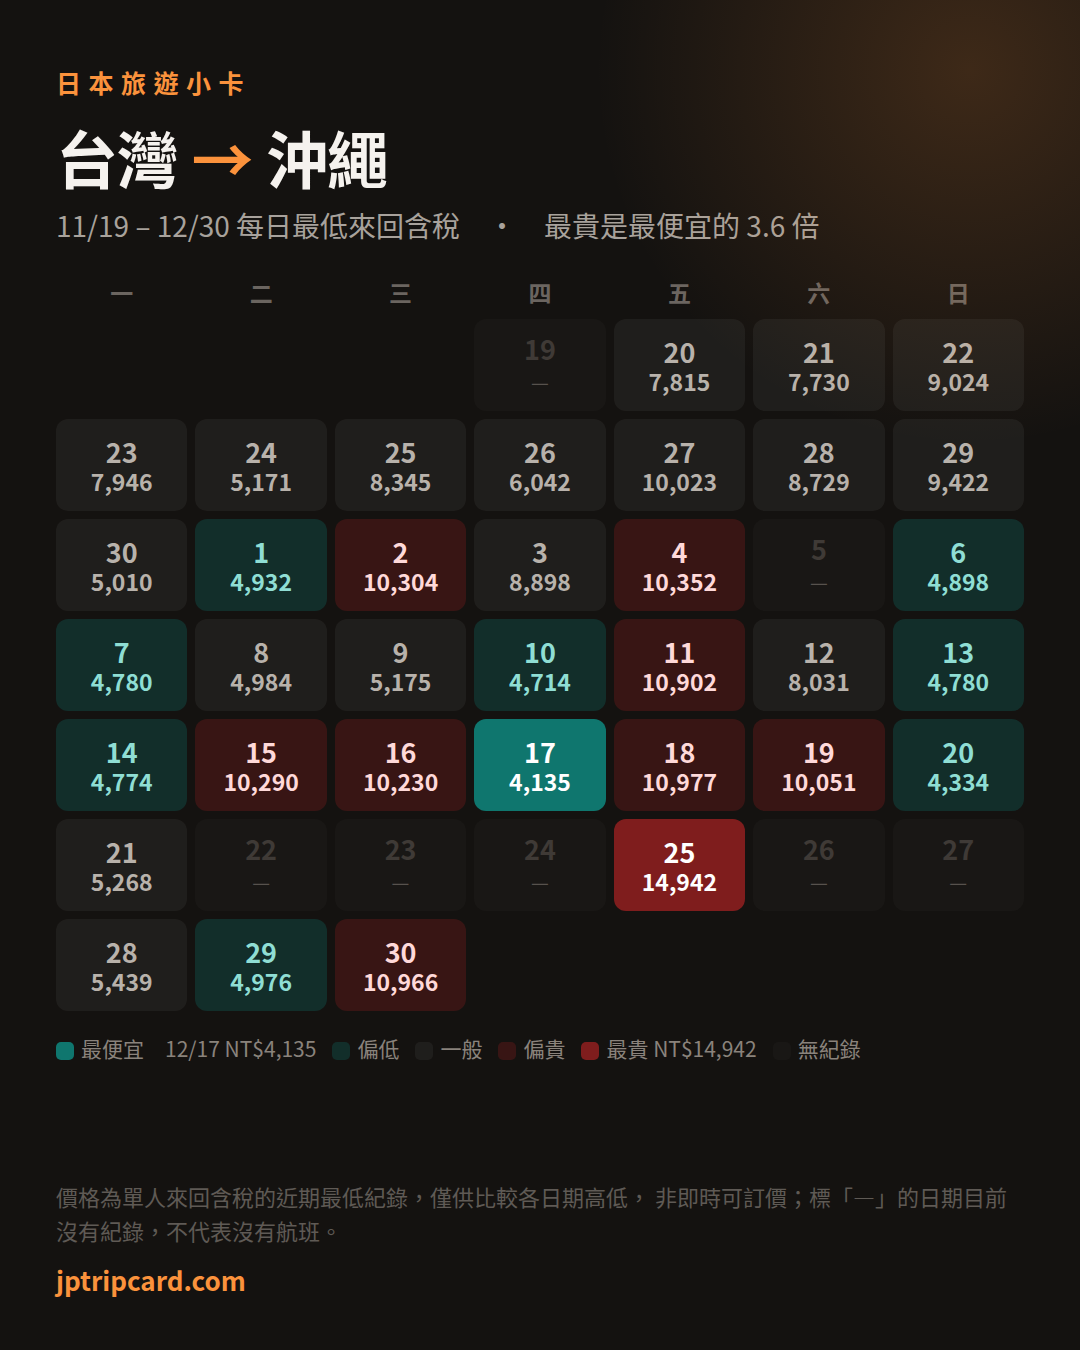 日本旅遊小卡
台灣 → 沖繩
11/19 – 12/30 每日最低來回含稅 ・ 最貴是最便宜的 3.6 倍
一 二 三 四 五 六 日
19 20 21 22
— 7,815 7,730 9,024
23 24 25 26 27 28 29
7,946 5,171 8,345 6,042 10,023 8,729 9,422
30 1 2 3 4 5 6
5,010 4,932 10,304 8,898 10,352 — 4,898
7 8 9 10 11 12 13
4,780 4,984 5,175 4,714 10,902 8,031 4,780
14 15 16 17 18 19 20
4,774 10,290 10,230 4,135 10,977 10,051 4,334
21 22 23 24 25 26 27
5,268 — — — 14,942 — —
28 29 30
5,439 4,976 10,966
最便宜 12/17 NT$4,135 偏低 一般 偏貴 最貴 NT$14,942 無紀錄
價格為單人來回含稅的近期最低紀錄，僅供比較各日期高低， 非即時可訂價；標「—」的日期目前
沒有紀錄，不代表沒有航班。
jptripcard.com